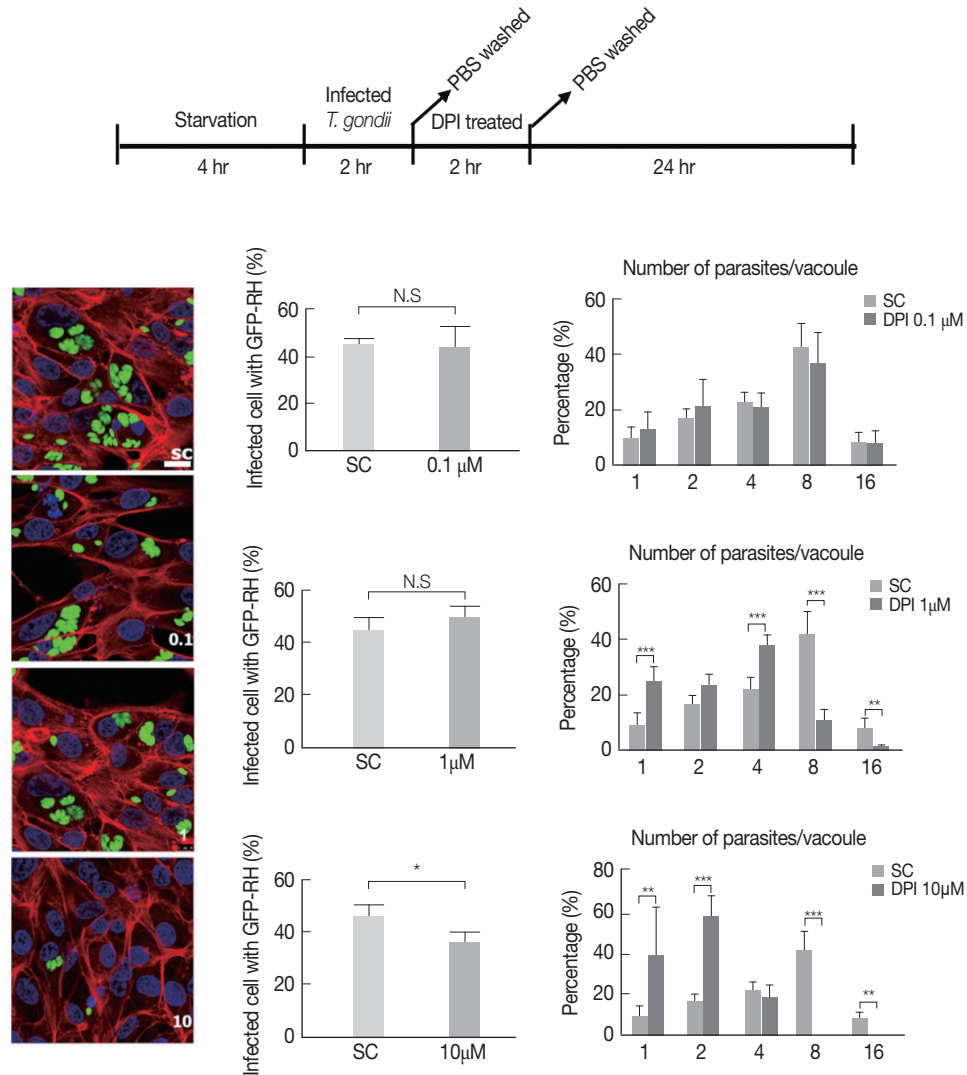 PBS washed
PBS washed
Infected
Starvation
T. gondii
DPI treated
4 hr
2 hr
2 hr
24 hr
SC
0.1
1
10
Infected cell with GFP-RH (%)
60
40
20
0
N.S
SC
0.1 μM
Number of parasites/vacoule
Percentage (%)
60
40
20
0
SC
DPI 0.1 μM
1
2
4
8
16
Infected cell with GFP-RH (%)
60
40
20
0
N.S
SC
1μM
Number of parasites/vacoule
Percentage (%)
60
40
20
0
SC
DPI 1μM
***
***
***
**
1
2
4
8
16
Infected cell with GFP-RH (%)
60
40
20
0
*
SC
10μM
Number of parasites/vacoule
Percentage (%)
80
60
40
20
0
SC
DPI 10μM
**
***
***
**
1
2
4
8
16